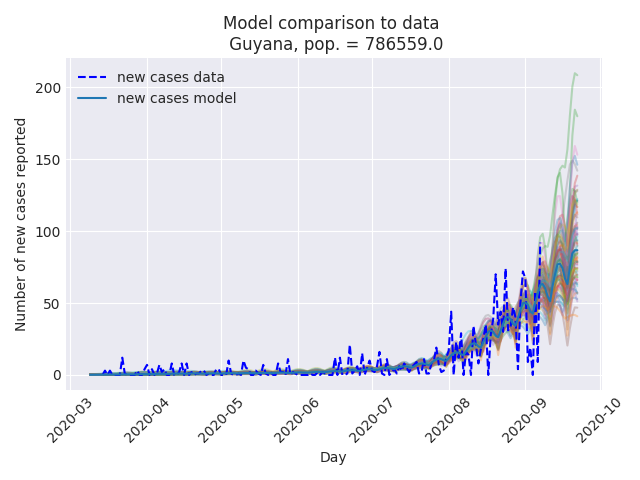 Model comparison to data
Guyana, pop. = 786559.0
new cases data
new cases model
Number of new cases reported
200
150
100
50
0
2020-03
2020-04
2020-05
2020-06
2020-07
2020-08
2020-09
2020-10
Day